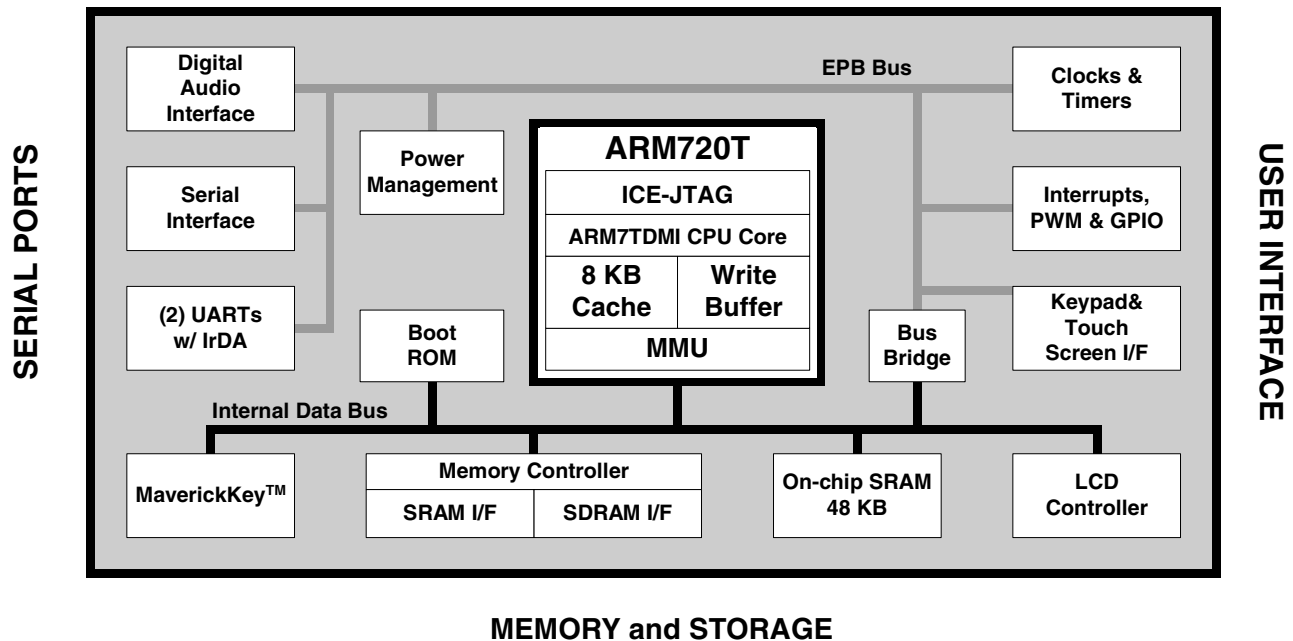 SERIAL PORTS
Digital
Audio
Interface
EPB Bus
Clocks &
Timers
Power
Management
ARM720T
ICE-JTAG
ARM7TDMI CPU Core
8 KB
Cache
Write
Buffer
MMU
Serial
Interface
Interrupts,
PWM & GPIO
(2) UARTs
w/ IrDA
Boot
ROM
Bus
Bridge
Keypad&
Touch
Screen I/F
USER INTERFACE
Internal Data Bus
MaverickKey™
Memory Controller
SRAM I/F
SDRAM I/F
On-chip SRAM
48 KB
LCD
Controller
MEMORY and STORAGE